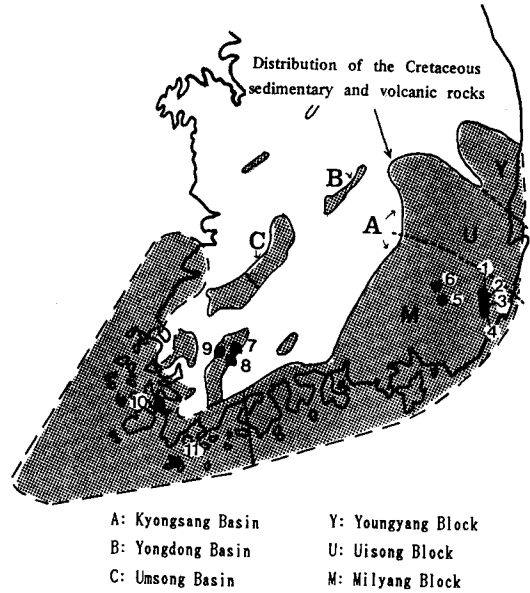 Distribution of the Cretaceous
sedimentary and volcanic rocks
B
Y
A
C
U
1
6
2
5
3
M
4
9
7
8
10
11
A: Kyongsang Basin
Y: Youngyang Block
B: Yongdong Basin
U: Uisong Block
C: Umsong Basin
M: Milyang Block